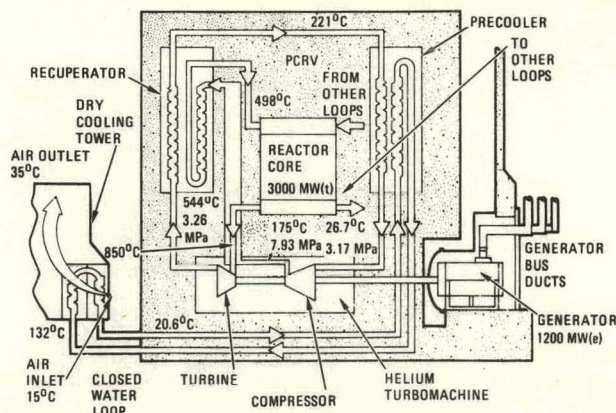 221°C
PRECOOLER
PCRV
TO
OTHER
LOOPS
RECUPERATOR
FROM
OTHER
LOOPS
498°C
DRY
COOLING
TOWER
AIR OUTLET
35°C
REACTOR
CORE
3000 MW(t)
544°C
3.26
MPa
175°C
7.93 MPa
26.7°C
3.17 MPa
850°C
GENERATOR
BUS
DUCTS
GENERATOR
1200 MW(e)
132°C
20.6°C
AIR
INLET
15°C
CLOSED
WATER
LOOP
TURBINE
COMPRESSOR
HELIUM
TURBOMACHINE